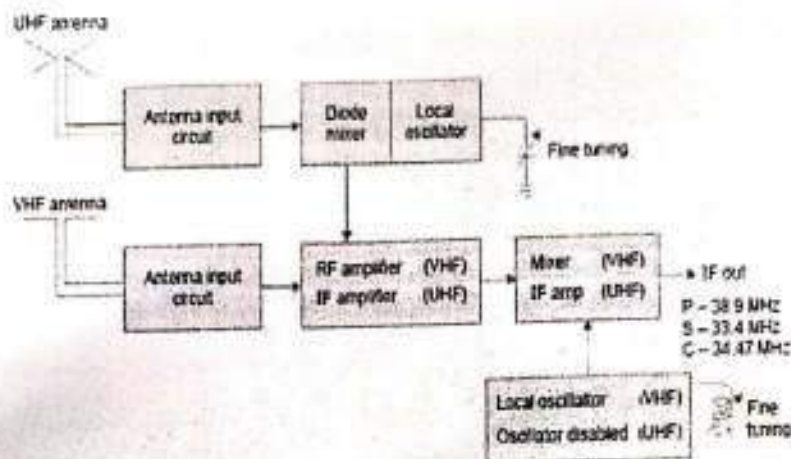 UHF antenna
Antenna input
circuit
Diode
mixer
Local
oscillator
Fine tuning
VHF antenna
Antenna input
circuit
RF amplifier (VHF)
IF amplifier (UHF)
Mixer (VHF)
IF amp (UHF)
IF out
P – 38.9 MHz
S – 33.4 MHz
C – 34.47 MHz
Local oscillator (VHF)
Oscillator disabled (UHF)
Fine
tuning